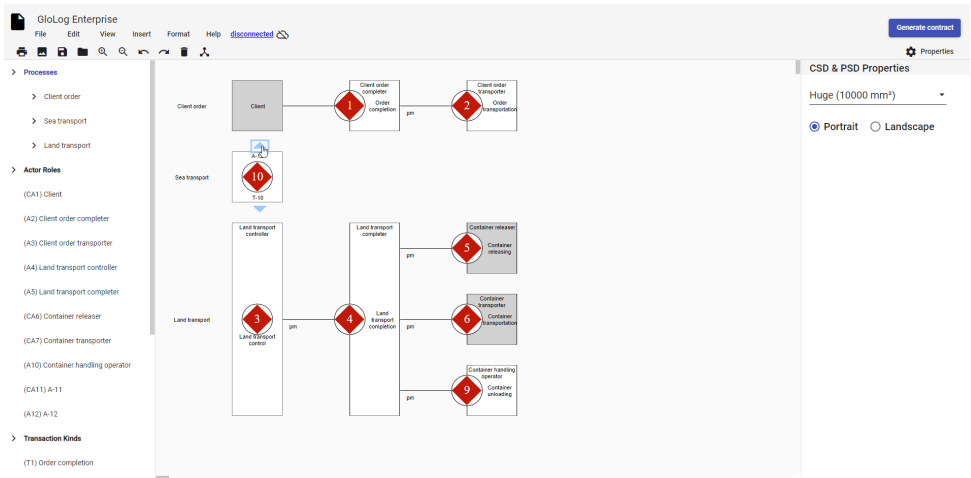 GloLog Enterprise
File Edit View Insert Format Help disconnected
Generate contract
Properties
Processes
Client order
Sea transport
Land transport
Actor Roles
(CA1) Client
(A2) Client order completer
(A3) Client order transporter
(A4) Land transport controller
(A5) Land transport completer
(CA6) Container releaser
(CA7) Container transporter
(A10) Container handling operator
(CA11) A-11
(A12) A-12
Transaction Kinds
(T1) Order completion
Client order
Client
Client order
completer
1
Order
completion
pm
Client order
transporter
2
Order
transportation
Sea transport
10
T-10
Land transport
Land transport
controller
3
Land transport
control
pm
Land transport
completer
4
Land
transport
completion
pm
Container releaser
5
Container
releasing
pm
Container
transporter
6
Container
transportation
pm
Container handling
operator
9
Container
unloading
CSD & PSD Properties
Huge (10000 mm²)
Portrait
Landscape